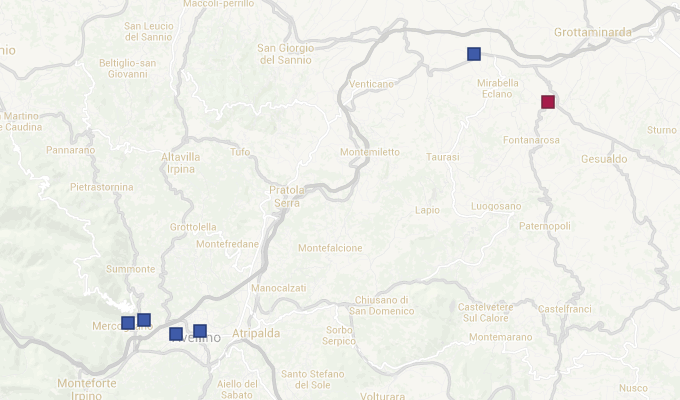 Maccoli-perrillo
San Leucio
del Sannio
San Giorgio
del Sannio
Grottaminarda
Beltiglio-san
Giovanni
Venticane
Mirabella
Eclano
Martino
Caudina
Fontanarosa
Sturno
Pannarano
Altavilla
Irpina
Tufo
Montemiletto
Taurasi
Gesualdo
Pietrastornina
Pratola
Serra
Lapio
Luogosano
Grottolella
Paternopoli
Montefredane
Montefalcione
Summonte
Manocalzati
Chiusano di
San Domenico
Castelvetere
Sul Calore
Castelfranci
Atripalda
Sorbo
Serpico
Montemarano
Santo Stefano
del Sole
Monteforte
Irpino
Aiello del
Sabato
Volturara
Nusco